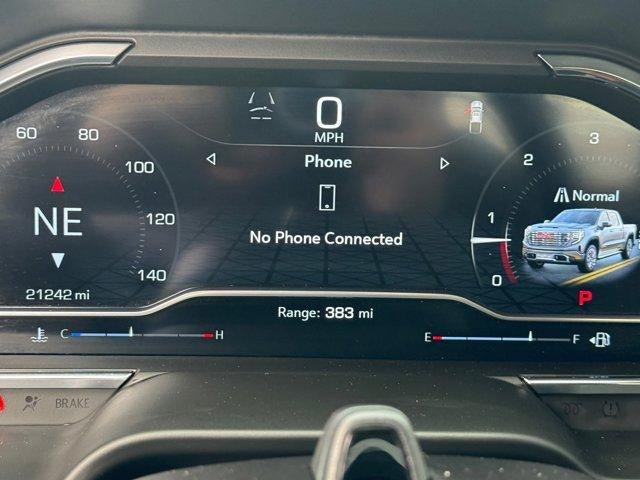 0
MPH
60
80
100
120
140
Phone
3
2
1
0
Normal
NE
No Phone Connected
21242 mi
P
Range: 383 mi
C
H
E
F
BRAKE